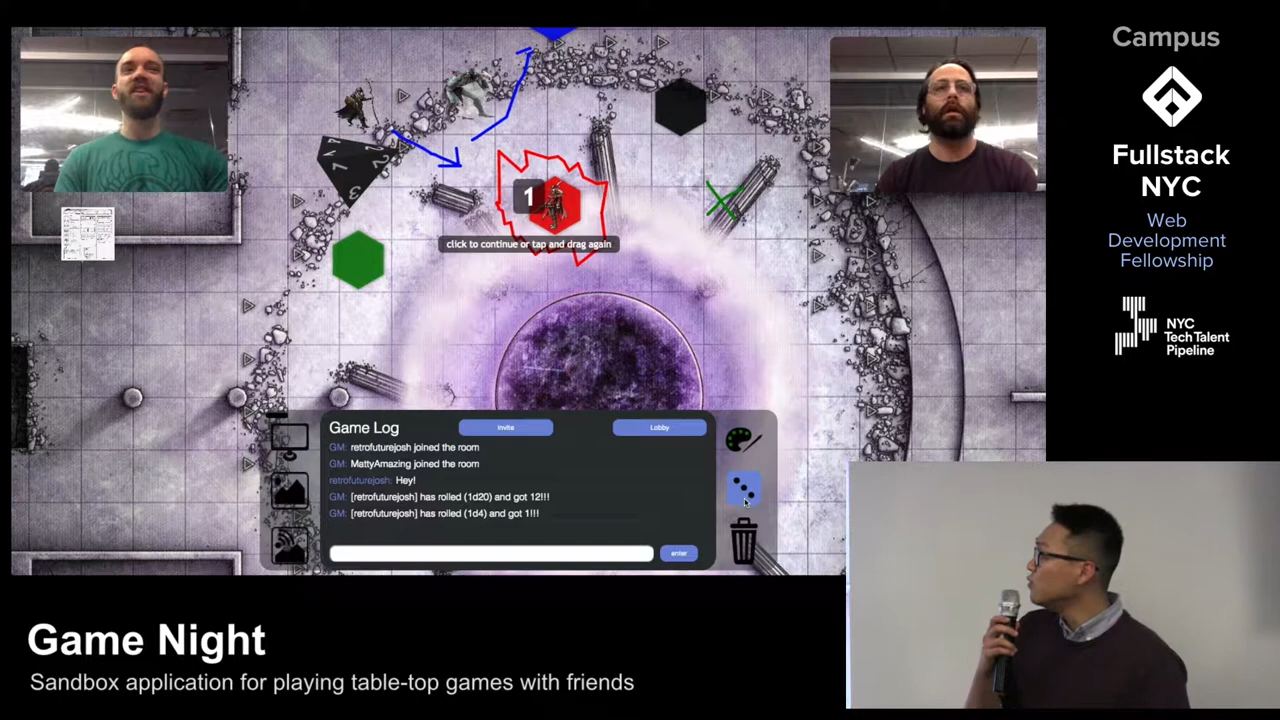 Campus
Fullstack
NYC
Web
Development
Fellowship
NYC
Tech Talent
Pipeline
1
2
3
1
click to continue or tap and drag again
Game Log
invite
Lobby
GM: retrofuturejosh joined the room
GM: MattyAmazing joined the room
retrofuturejosh: Hey!
GM: [retrofuturejosh] has rolled (1d20) and got 12!!!
GM: [retrofuturejosh] has rolled (1d4) and got 1!!!
enter
Game Night
Sandbox application for playing table-top games with friends